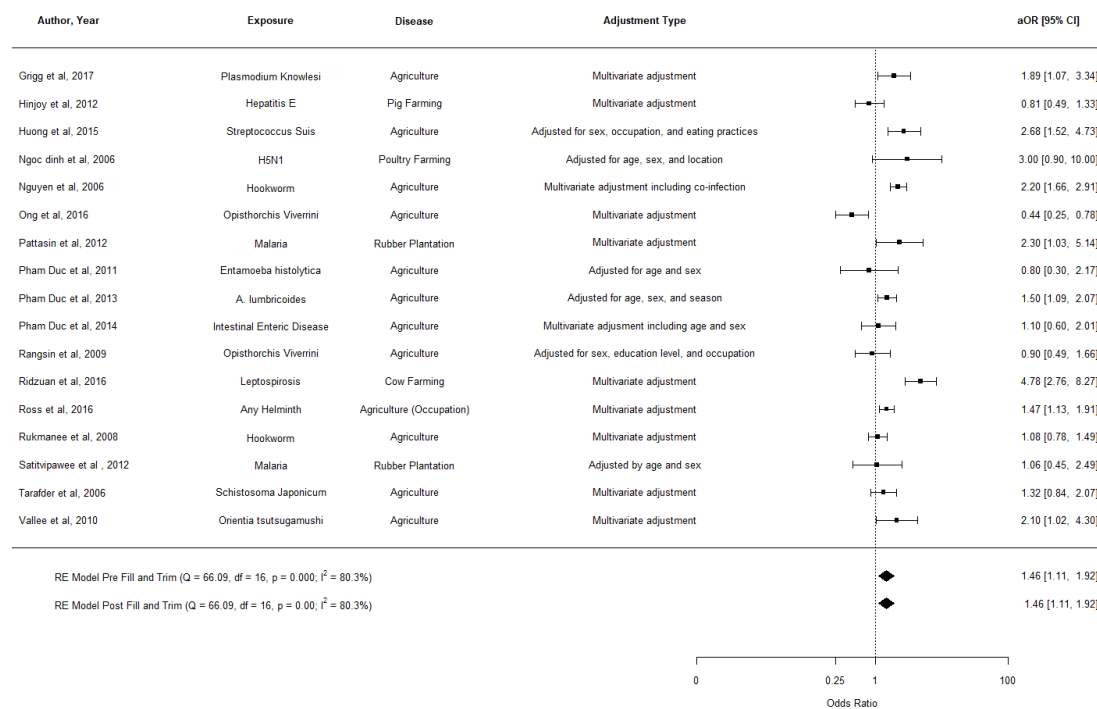 Author, Year Exposure Disease Adjustment Type aOR [95% CI]
Grigg et al, 2017 Plasmodium Knowlesi Agriculture Multivariate adjustment 1.89 [1.07, 3.34]
Hinjoy et al, 2012 Hepatitis E Pig Farming Multivariate adjustment 0.81 [0.49, 1.33]
Huong et al, 2015 Streptococcus Suis Agriculture Adjusted for sex, occupation, and eating practices 2.68 [1.52, 4.73]
Ngoc dinh et al, 2006 H5N1 Poultry Farming Adjusted for age, sex, and location 3.00 [0.90, 10.00]
Nguyen et al, 2006 Hookworm Agriculture Multivariate adjustment including co-infection 2.20 [1.66, 2.91]
Ong et al, 2016 Opisthorchis Viverrini Agriculture Multivariate adjustment 0.44 [0.25, 0.78]
Pattasin et al, 2012 Malaria Rubber Plantation Multivariate adjustment 2.30 [1.03, 5.14]
Pham Duc et al, 2011 Entamoeba histolytica Agriculture Adjusted for age and sex 0.80 [0.30, 2.17]
Pham Duc et al, 2013 A. lumbricoides Agriculture Adjusted for age, sex, and season 1.50 [1.09, 2.07]
Pham Duc et al, 2014 Intestinal Enteric Disease Agriculture Multivariate adjusment including age and sex 1.10 [0.60, 2.01]
Rangsin et al, 2009 Opisthorchis Viverrini Agriculture Adjusted for sex, education level, and occupation 0.90 [0.49, 1.66]
Ridzuan et al, 2016 Leptospirosis Cow Farming Multivariate adjustment 4.78 [2.76, 8.27]
Ross et al, 2016 Any Helminth Agriculture (Occupation) Multivariate adjustment 1.47 [1.13, 1.91]
Rukmanee et al, 2008 Hookworm Agriculture Multivariate adjustment 1.08 [0.78, 1.49]
Satitvipawee et al , 2012 Malaria Rubber Plantation Adjusted by age and sex 1.06 [0.45, 2.49]
Tarafder et al, 2006 Schistosoma Japonicum Agriculture Multivariate adjustment 1.32 [0.84, 2.07]
Vallee et al, 2010 Orientia tsutsugamushi Agriculture Multivariate adjustment 2.10 [1.02, 4.30]
RE Model Pre Fill and Trim (Q = 66.09, df = 16, p = 0.000; I² = 80.3%) 1.46 [1.11, 1.92]
RE Model Post Fill and Trim (Q = 66.09, df = 16, p = 0.00; I² = 80.3%) 1.46 [1.11, 1.92]
0 0.25 1 100
Odds Ratio